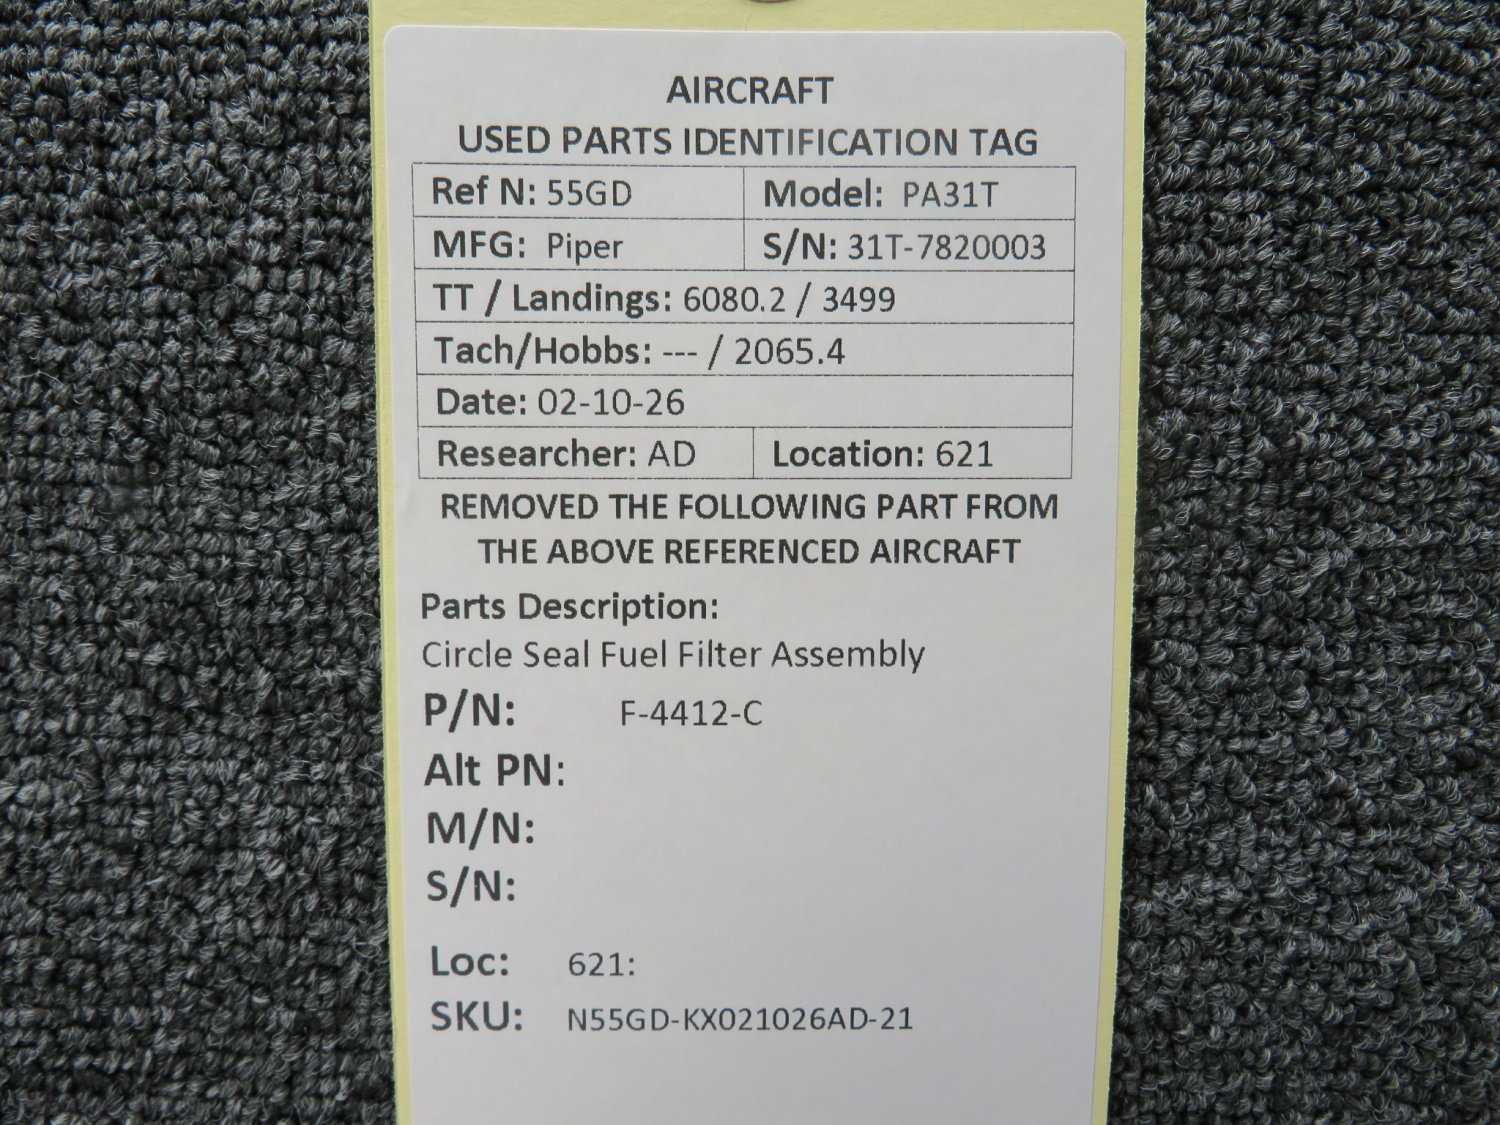 AIRCRAFT
USED PARTS IDENTIFICATION TAG
Ref N: 55GD Model: PA31T
MFG: Piper S/N: 31T-7820003
TT / Landings: 6080.2 / 3499
Tach/Hobbs: --- / 2065.4
Date: 02-10-26
Researcher: AD Location: 621
REMOVED THE FOLLOWING PART FROM
THE ABOVE REFERENCED AIRCRAFT
Parts Description:
Circle Seal Fuel Filter Assembly
P/N: F-4412-C
Alt PN:
M/N:
S/N:
Loc: 621:
SKU: N55GD-KX021026AD-21